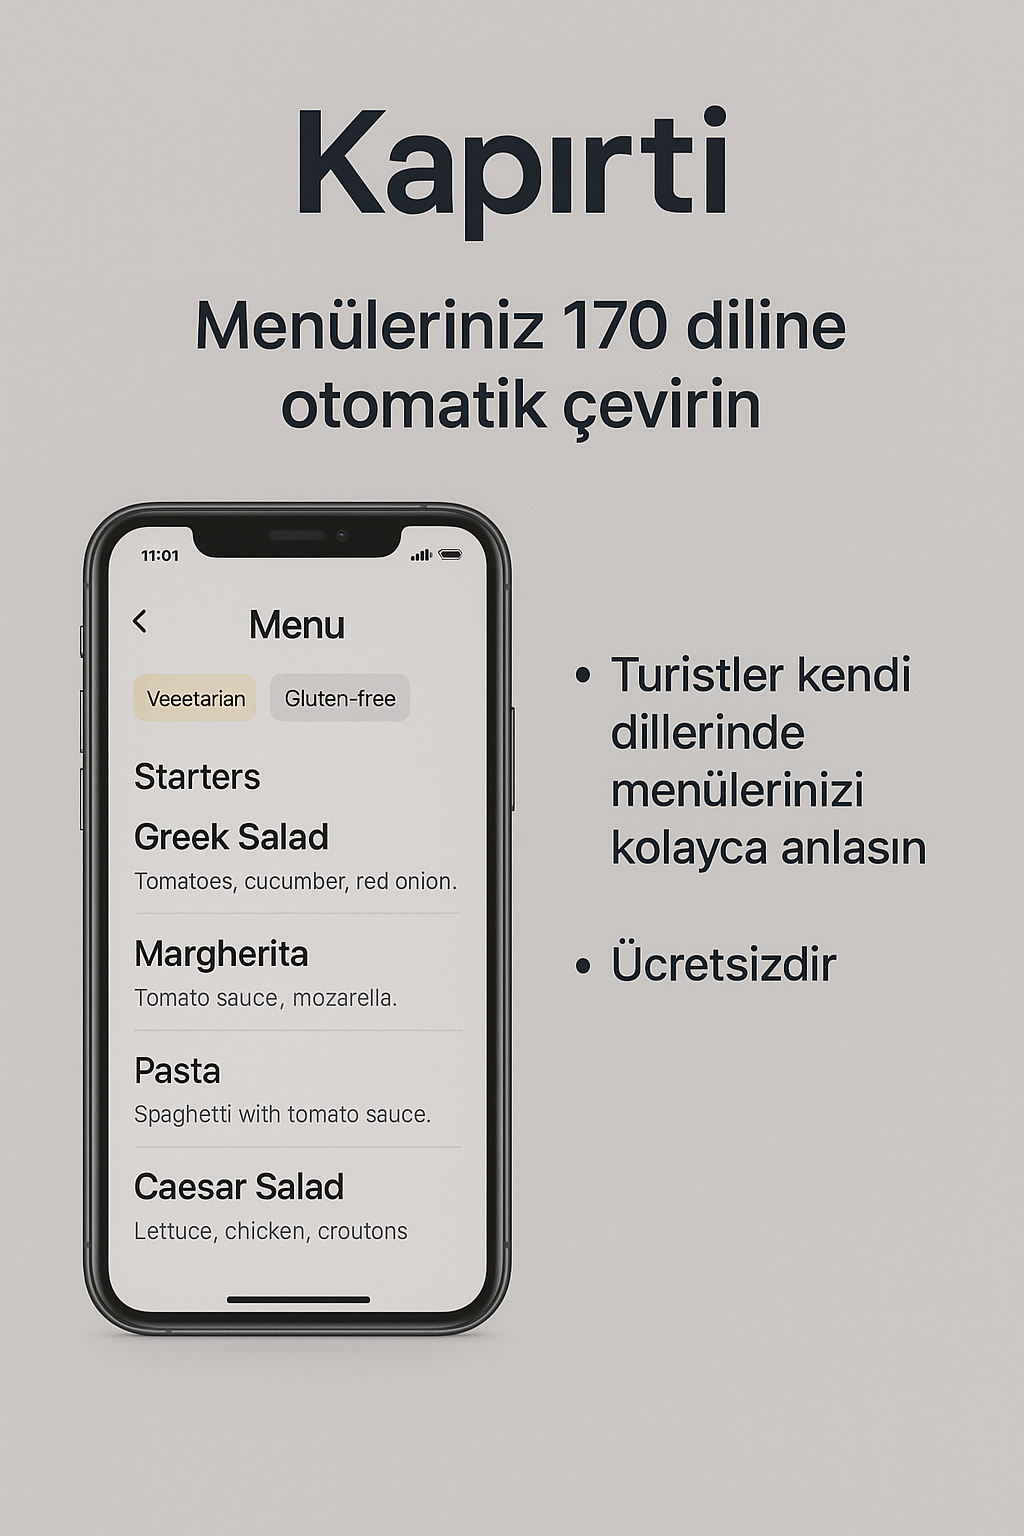 Kapırti
Menüleriniz 170 diline
otomatik çevirin
11:01
Menu
Veeetarian
Gluten-free
Starters
Greek Salad
Tomatoes, cucumber, red onion.
Margherita
Tomato sauce, mozarella.
Pasta
Spaghetti with tomato sauce.
Caesar Salad
Lettuce, chicken, croutons
• Turistler kendi
dillerinde
menülerinizi
kolayca anlasın
• Ücretsizdir